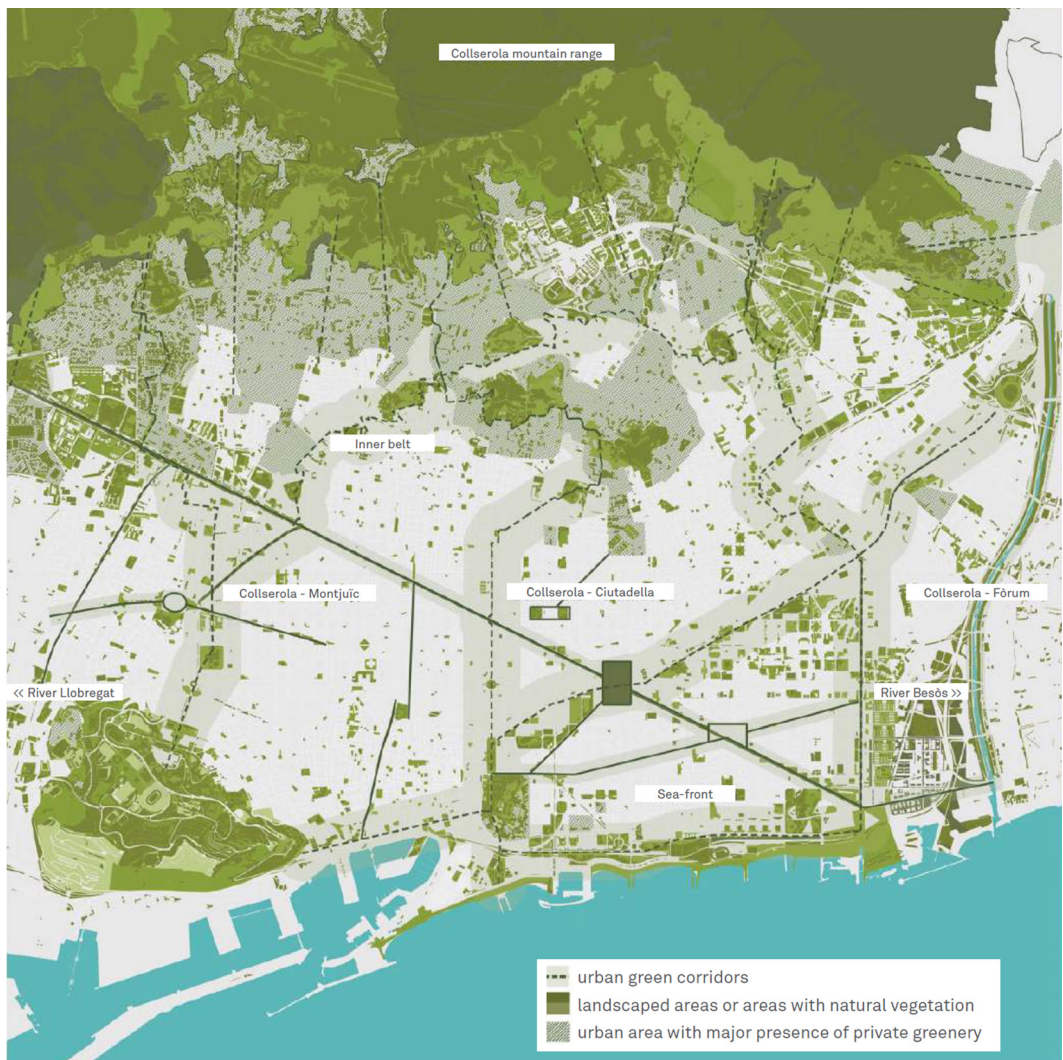 Collserola mountain range
Inner belt
Collserola - Montjuïc
Collserola - Ciutadella
Collserola - Fòrum
<< River Llobregat
River Besòs >>
Sea-front
urban green corridors
landscaped areas or areas with natural vegetation
urban area with major presence of private greenery